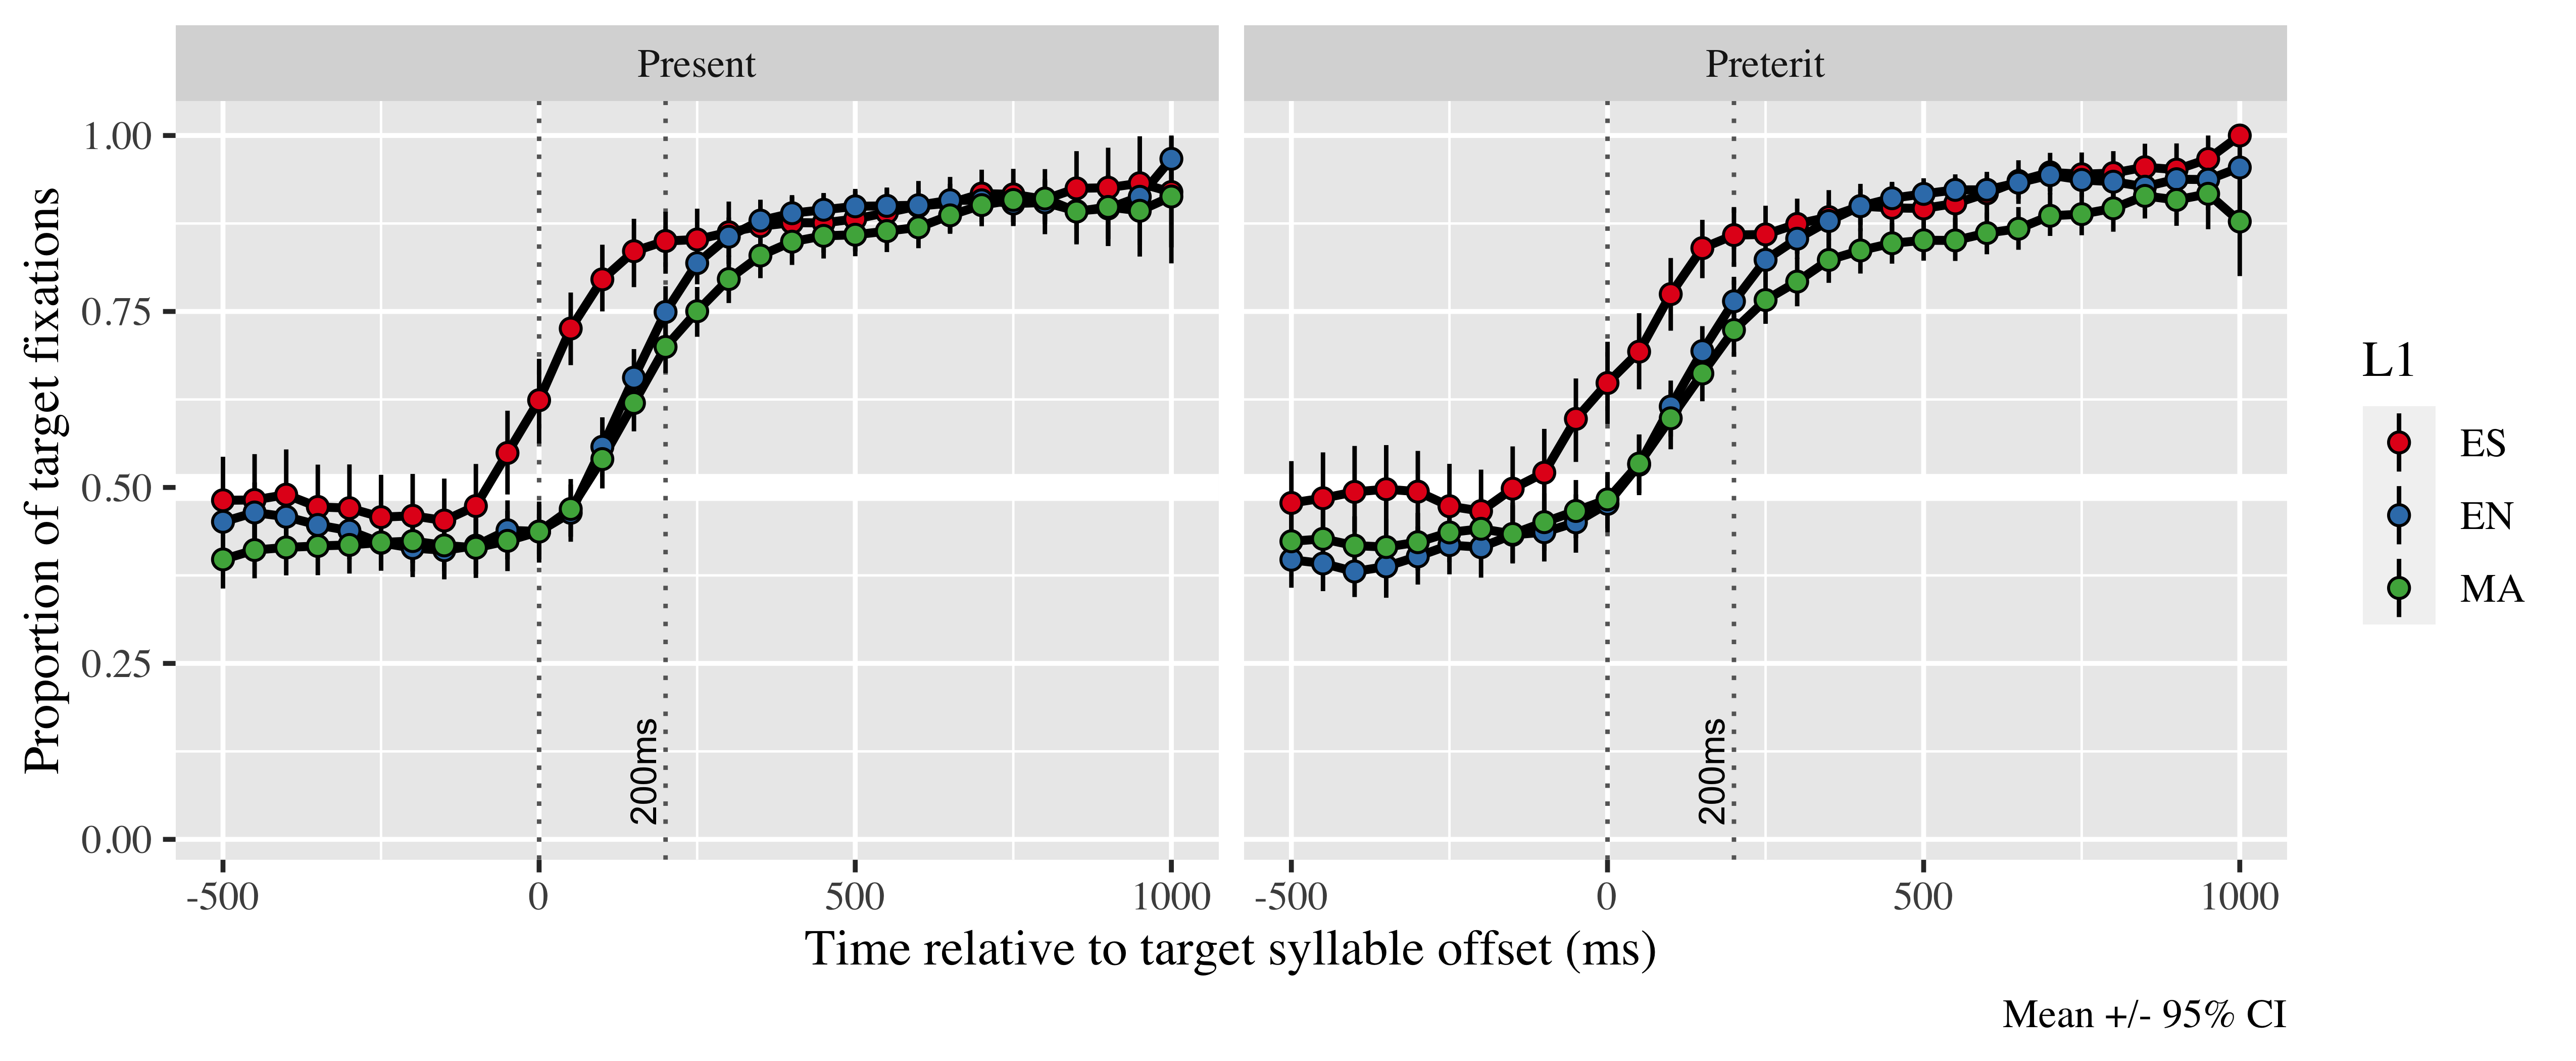 Present
Preterit
Proportion of target fixations
1.00
0.75
0.50
0.25
0.00
200ms
200ms
-500
0
500
1000
-500
0
500
1000
Time relative to target syllable offset (ms)
L1
ES
EN
MA
Mean +/- 95% CI